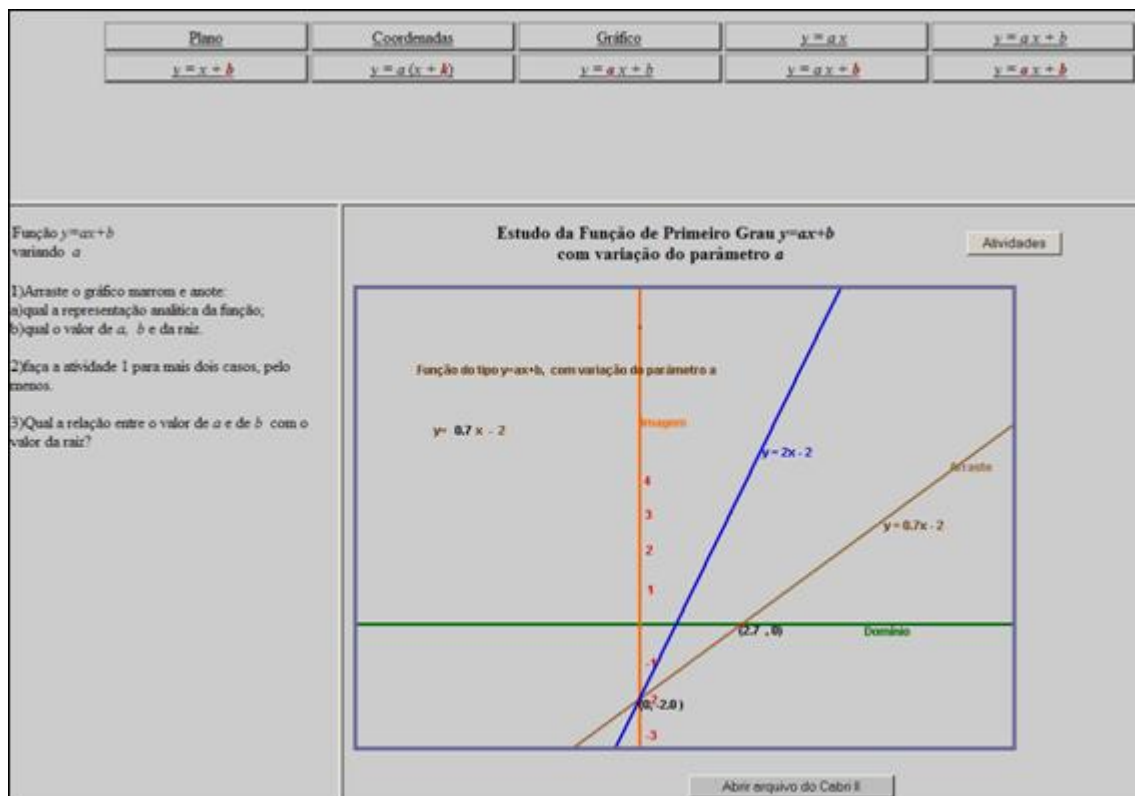 Plano Coordenadas Gráfico y = a x y = a x + b
y = x + b y = a (x + k) y = a x + b y = a x + b y = a x + b
Função y=ax+b
variando a
1)Arraste o gráfico marrom e anote:
a)qual a representação analítica da função;
b)qual o valor de a, b e da raiz.
2)faça a atividade 1 para mais dois casos, pelo
menos.
3)Qual a relação entre o valor de a e de b com o
valor da raiz?
Estudo da Função de Primeiro Grau y=ax+b
com variação do parâmetro a
Atividades
Função do tipo y=ax+b, com variação do parâmetro a
Imagem
y= 0.7 x - 2
y = 2x - 2
Arraste
4
3
y = 0.7x - 2
2
1
(2.7 , 0)
Domínio
-1
-2
(0, -2.0 )
-3
Abrir arquivo do Cabri II